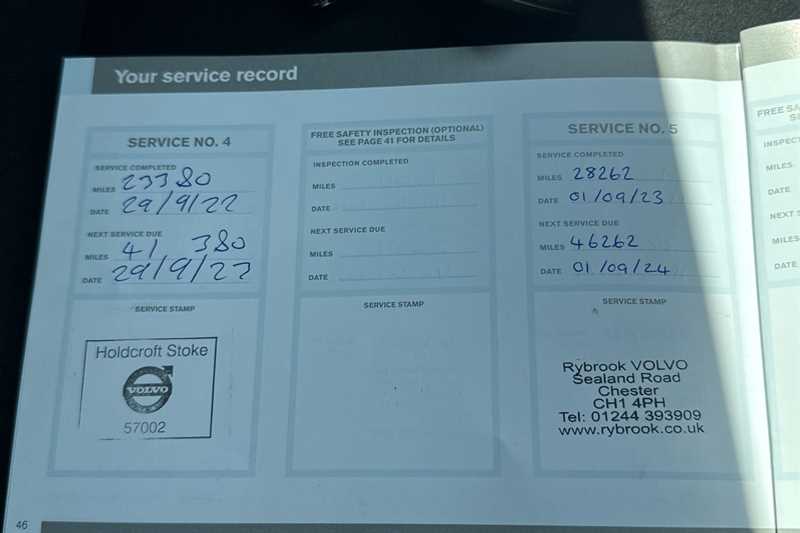 Your service record
SERVICE NO. 4
SERVICE COMPLETED
MILES 23380
DATE 29/9/22
NEXT SERVICE DUE
MILES 41 380
DATE 29/9/23
SERVICE STAMP
Holdcroft Stoke
VOLVO
57002
FREE SAFETY INSPECTION (OPTIONAL)
SEE PAGE 41 FOR DETAILS
INSPECTION COMPLETED
MILES
DATE
NEXT SERVICE DUE
MILES
DATE
SERVICE STAMP
SERVICE NO. 5
SERVICE COMPLETED
MILES 28262
DATE 01/09/23
NEXT SERVICE DUE
MILES 46262
DATE 01/09/24
SERVICE STAMP
Rybrook VOLVO
Sealand Road
Chester
CH1 4PH
Tel: 01244 393909
www.rybrook.co.uk
FREE
INSPECT
MILES
DATE
NEXT S
MILES
DATE
46